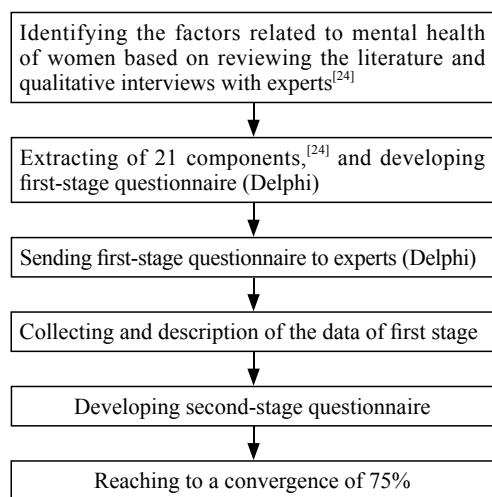 Identifying the factors related to mental health
of women based on reviewing the literature and
qualitative interviews with experts[24]
Extracting of 21 components,[24] and developing
first-stage questionnaire (Delphi)
Sending first-stage questionnaire to experts (Delphi)
Collecting and description of the data of first stage
Developing second-stage questionnaire
Reaching to a convergence of 75%